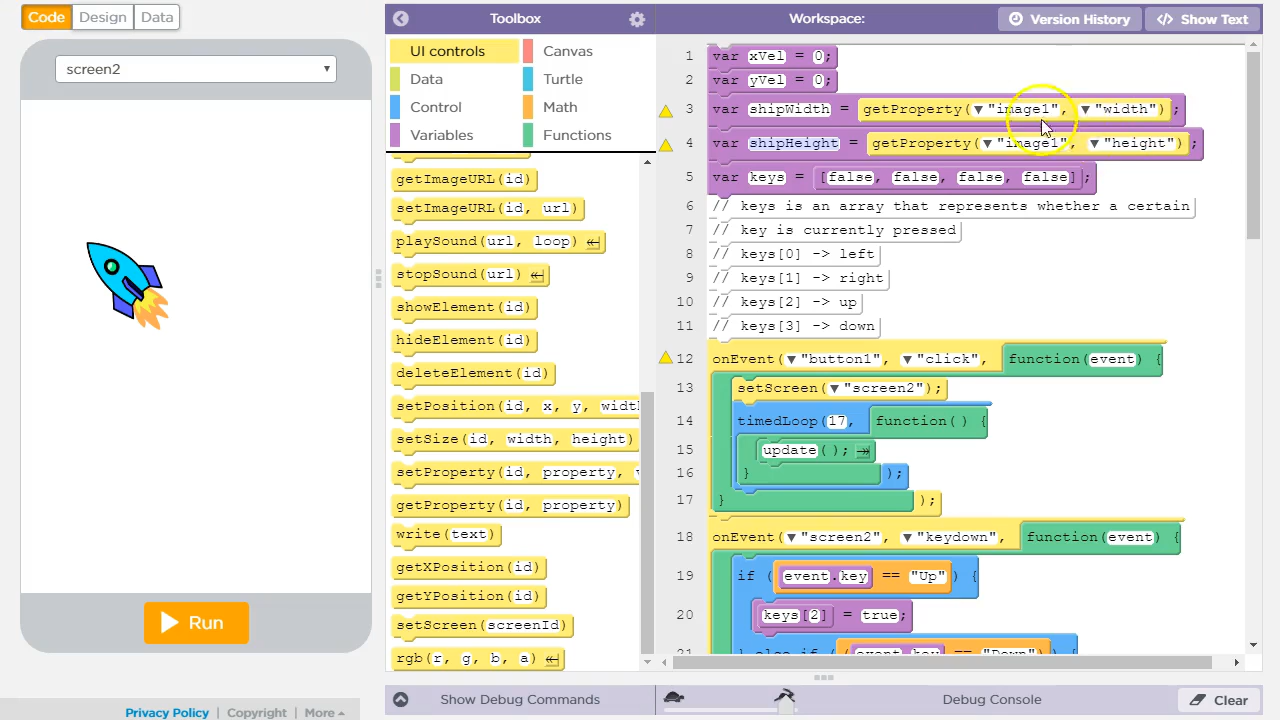 Code Design Data
screen2
Run
Privacy Policy | Copyright | More
Toolbox
UI controls Canvas
Data Turtle
Control Math
Variables Functions
getImageURL(id)
setImageURL(id, url)
playSound(url, loop)
stopSound(url)
showElement(id)
hideElement(id)
deleteElement(id)
setPosition(id, x, y, widt
setSize(id, width, height)
setProperty(id, property,
getProperty(id, property)
write(text)
getXPosition(id)
getYPosition(id)
setScreen(screenId)
rgb(r, g, b, a)
Show Debug Commands
Workspace: Version History </> Show Text
1 var xVel = 0;
2 var yVel = 0;
3 var shipWidth = getProperty("image1", "width");
4 var shipHeight = getProperty("image1", "height");
5 var keys = [false, false, false, false];
6 // keys is an array that represents whether a certain
7 // key is currently pressed
8 // keys[0] -> left
9 // keys[1] -> right
10 // keys[2] -> up
11 // keys[3] -> down
12 onEvent("button1", "click", function(event) {
13 setScreen("screen2");
14 timedLoop(17, function() {
15 update();
16 });
17 });
18 onEvent("screen2", "keydown", function(event) {
19 if (event.key == "Up") {
20 keys[2] = true;
21 } else if ((event.key == "Down")) {
Debug Console Clear